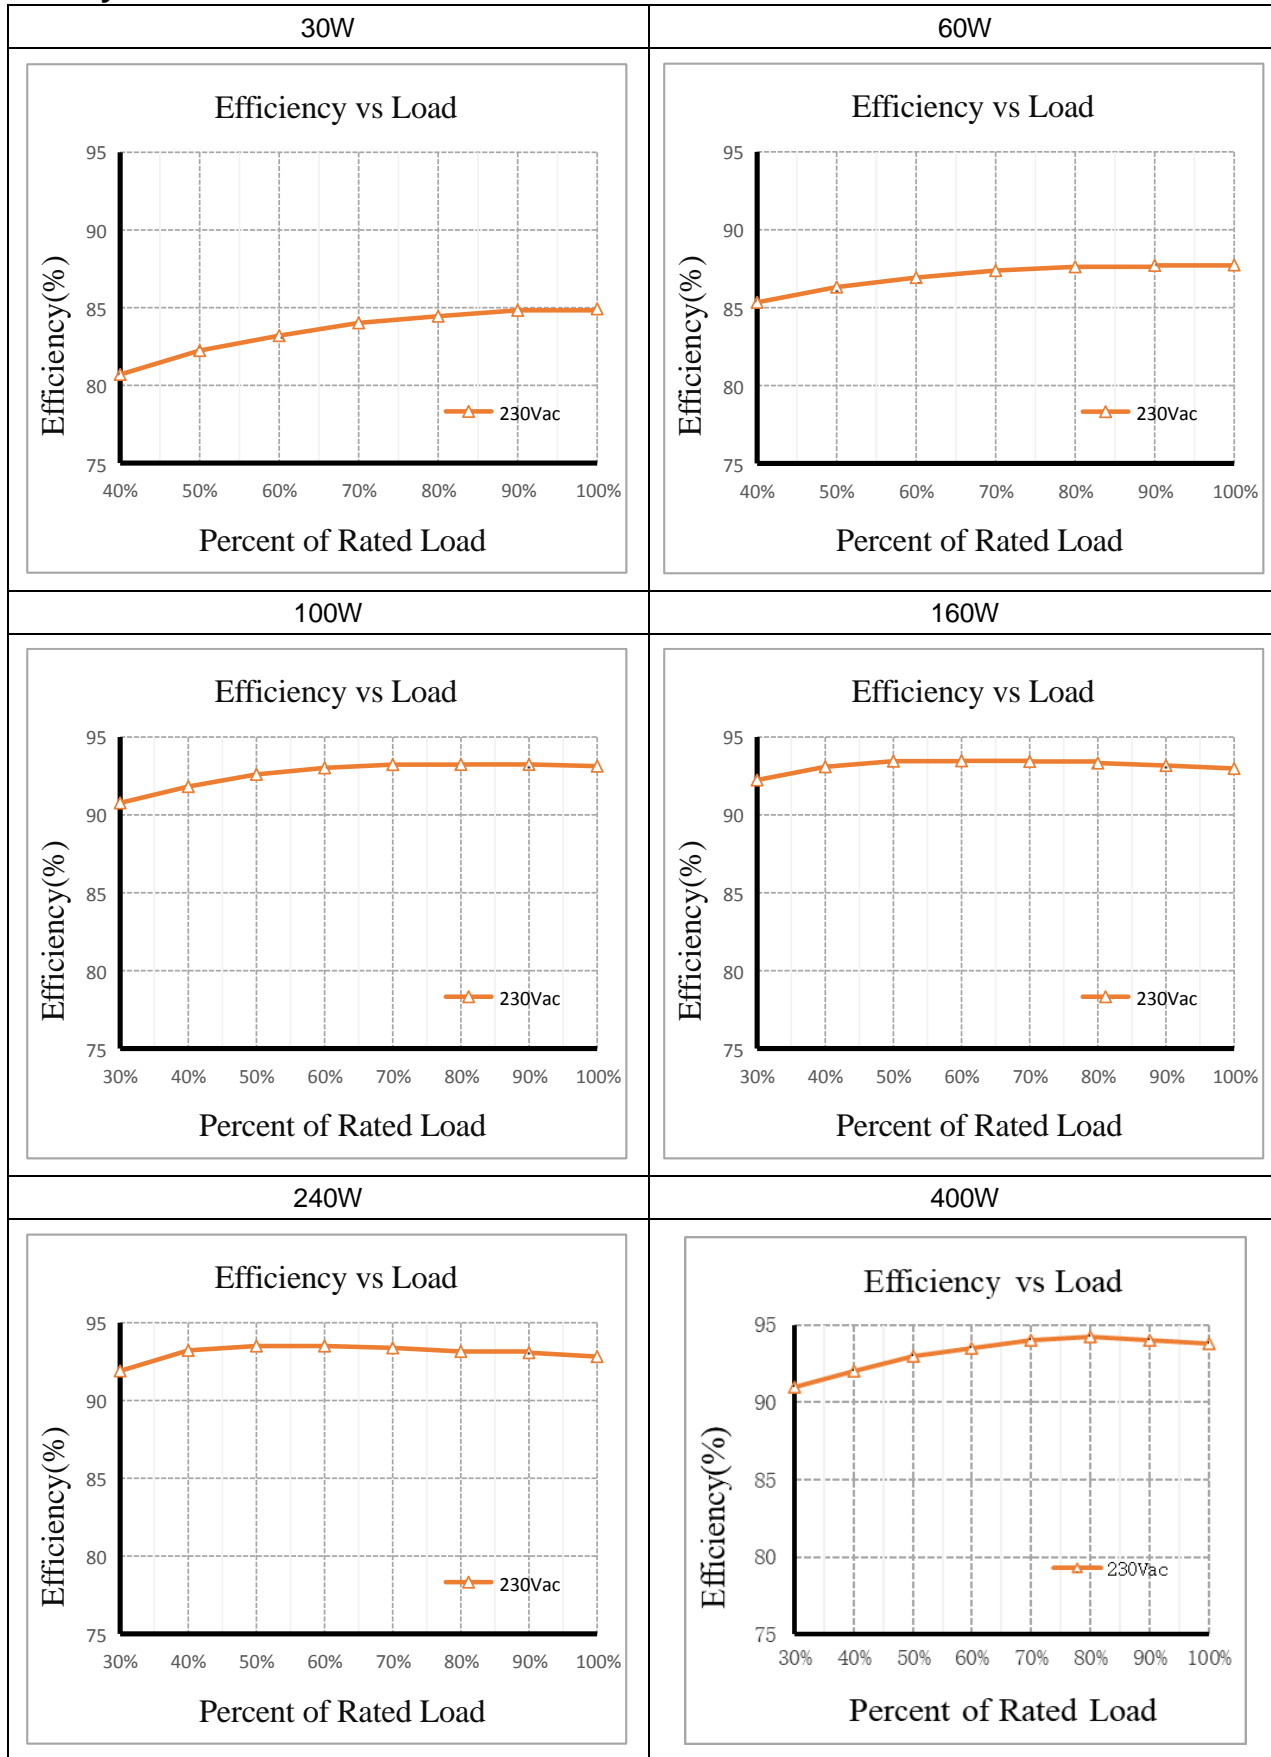 30W
60W
Efficiency vs Load
95
90
85
80
75
Efficiency(%)
230Vac
40% 50% 60% 70% 80% 90% 100%
Percent of Rated Load
Efficiency vs Load
95
90
85
80
75
Efficiency(%)
230Vac
40% 50% 60% 70% 80% 90% 100%
Percent of Rated Load
100W
160W
Efficiency vs Load
95
90
85
80
75
Efficiency(%)
230Vac
30% 40% 50% 60% 70% 80% 90% 100%
Percent of Rated Load
Efficiency vs Load
95
90
85
80
75
Efficiency(%)
230Vac
30% 40% 50% 60% 70% 80% 90% 100%
Percent of Rated Load
240W
400W
Efficiency vs Load
95
90
85
80
75
Efficiency(%)
230Vac
30% 40% 50% 60% 70% 80% 90% 100%
Percent of Rated Load
Efficiency vs Load
95
90
85
80
75
Efficiency(%)
230Vac
30% 40% 50% 60% 70% 80% 90% 100%
Percent of Rated Load